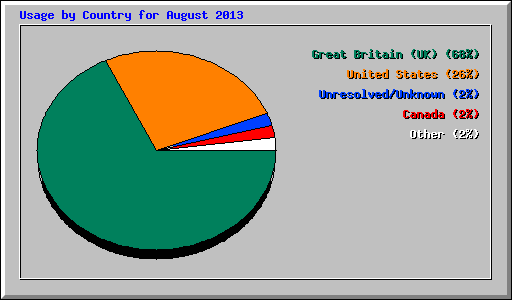 Usage by Country for August 2013
Great Britain (UK) (68%)
United States (26%)
Unresolved/Unknown (2%)
Canada (2%)
Other (2%)